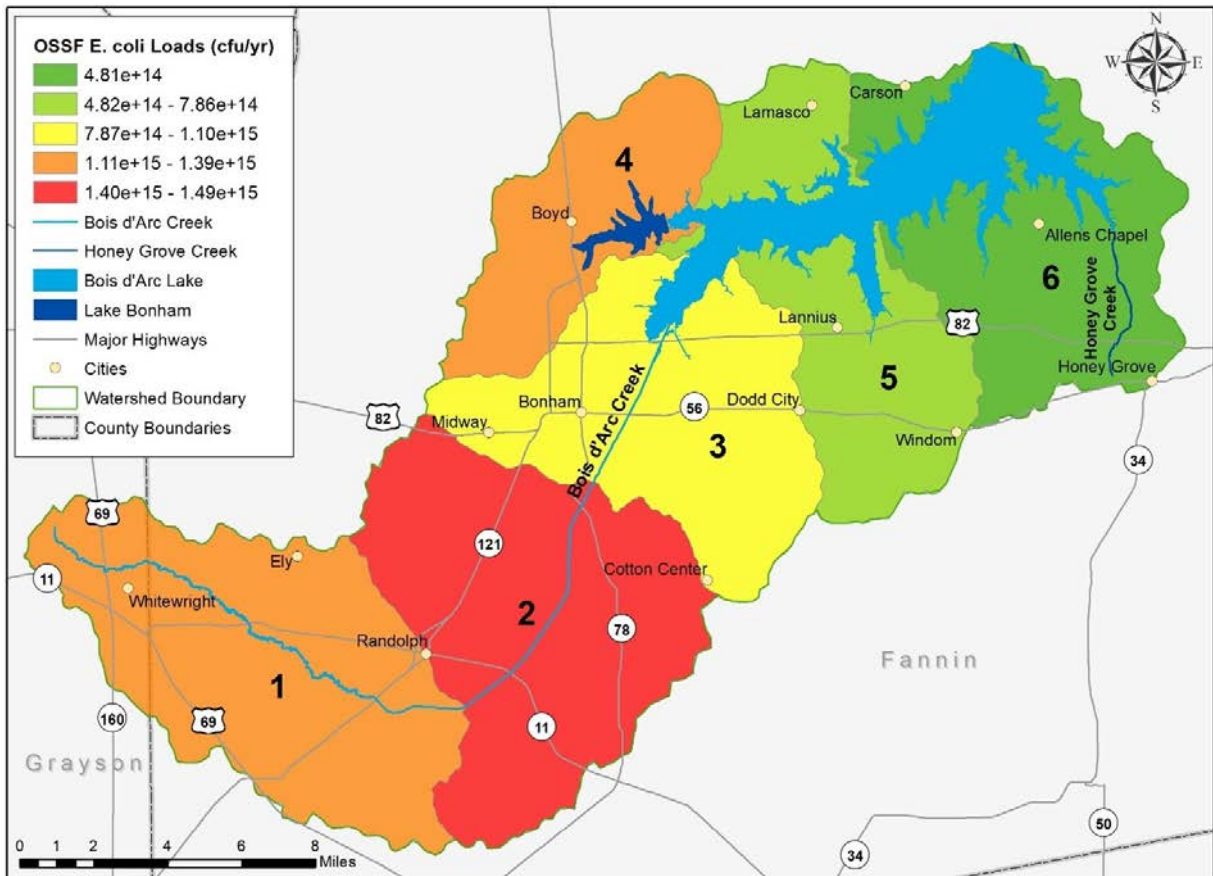 OSSF E. coli Loads (cfu/yr)
4.81e+14
4.82e+14 - 7.86e+14
7.87e+14 - 1.10e+15
1.11e+15 - 1.39e+15
1.40e+15 - 1.49e+15
Bois d'Arc Creek
Honey Grove Creek
Bois d'Arc Lake
Lake Bonham
Major Highways
Cities
Watershed Boundary
County Boundaries
N
W
E
S
Carson
Lamasco
4
Boyd
Allens Chapel
6
Honey Grove
Creek
Lannius
82
Honey Grove
5
Bonham
56
Dodd City
82
Midway
Windom
3
Bois d'Arc Creek
34
69
121
Ely
11
Cotton Center
Whitewright
2
78
Randolph
Fannin
1
160
69
11
Grayson
50
34
0 1 2 4 6 8
Miles